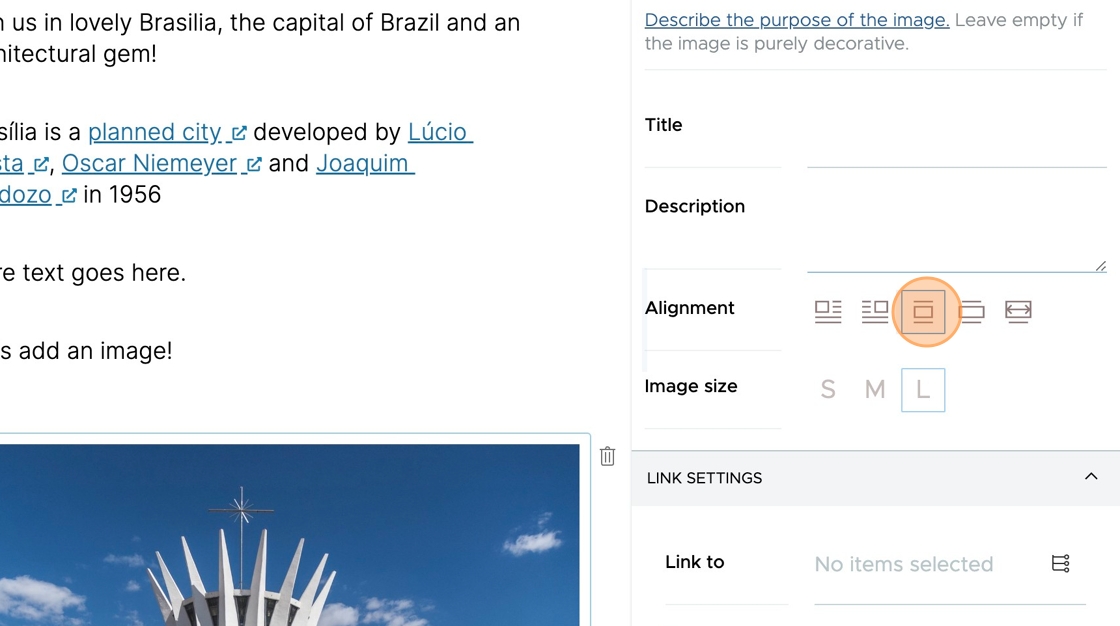 us in lovely Brasilia, the capital of Brazil and an
hitectural gem!
sília is a planned city developed by Lúcio
sta, Oscar Niemeyer and Joaquim
dozo in 1956
re text goes here.
s add an image!
Describe the purpose of the image. Leave empty if
the image is purely decorative.
Title
Description
Alignment
Image size
S M L
LINK SETTINGS
Link to
No items selected